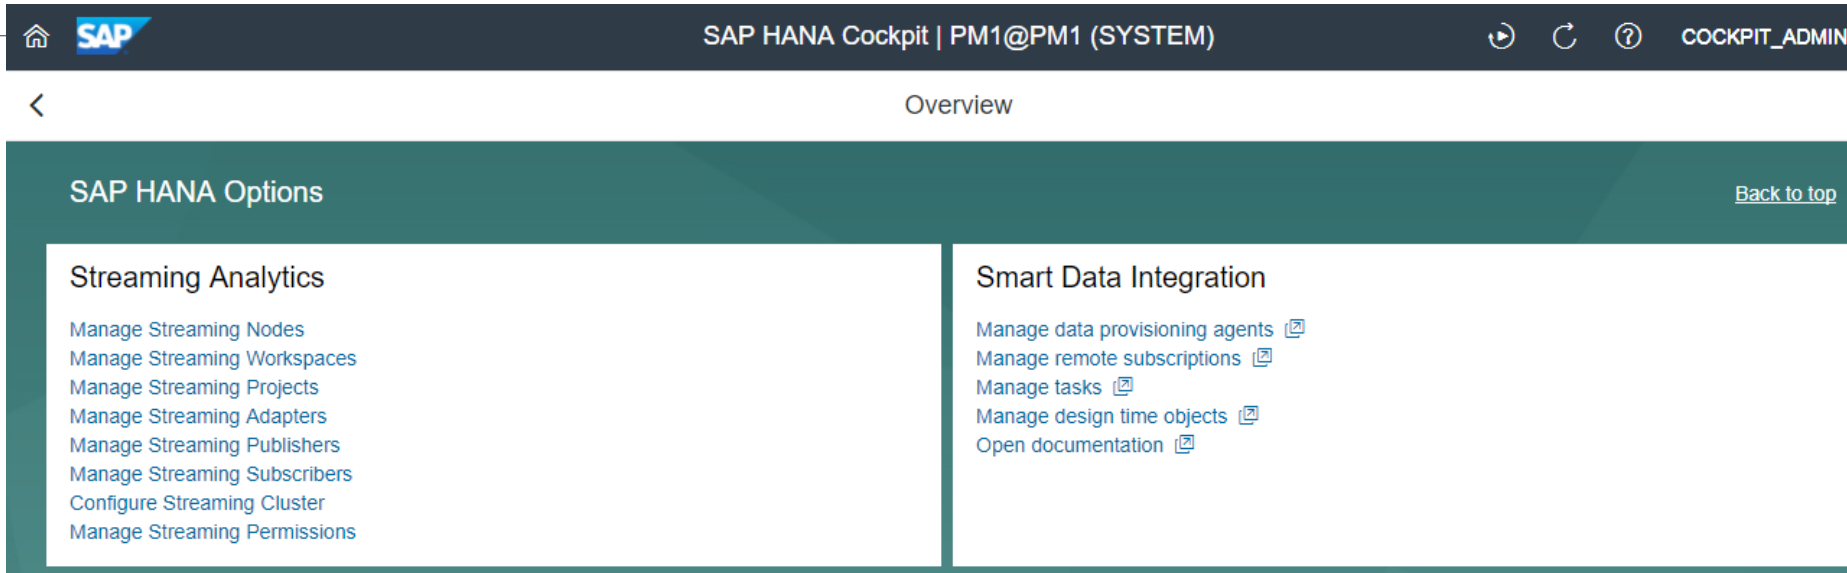 SAP
SAP HANA Cockpit | PM1@PM1 (SYSTEM)
COCKPIT_ADMIN
Overview
SAP HANA Options
Back to top
Streaming Analytics
Manage Streaming Nodes
Manage Streaming Workspaces
Manage Streaming Projects
Manage Streaming Adapters
Manage Streaming Publishers
Manage Streaming Subscribers
Configure Streaming Cluster
Manage Streaming Permissions
Smart Data Integration
Manage data provisioning agents
Manage remote subscriptions
Manage tasks
Manage design time objects
Open documentation